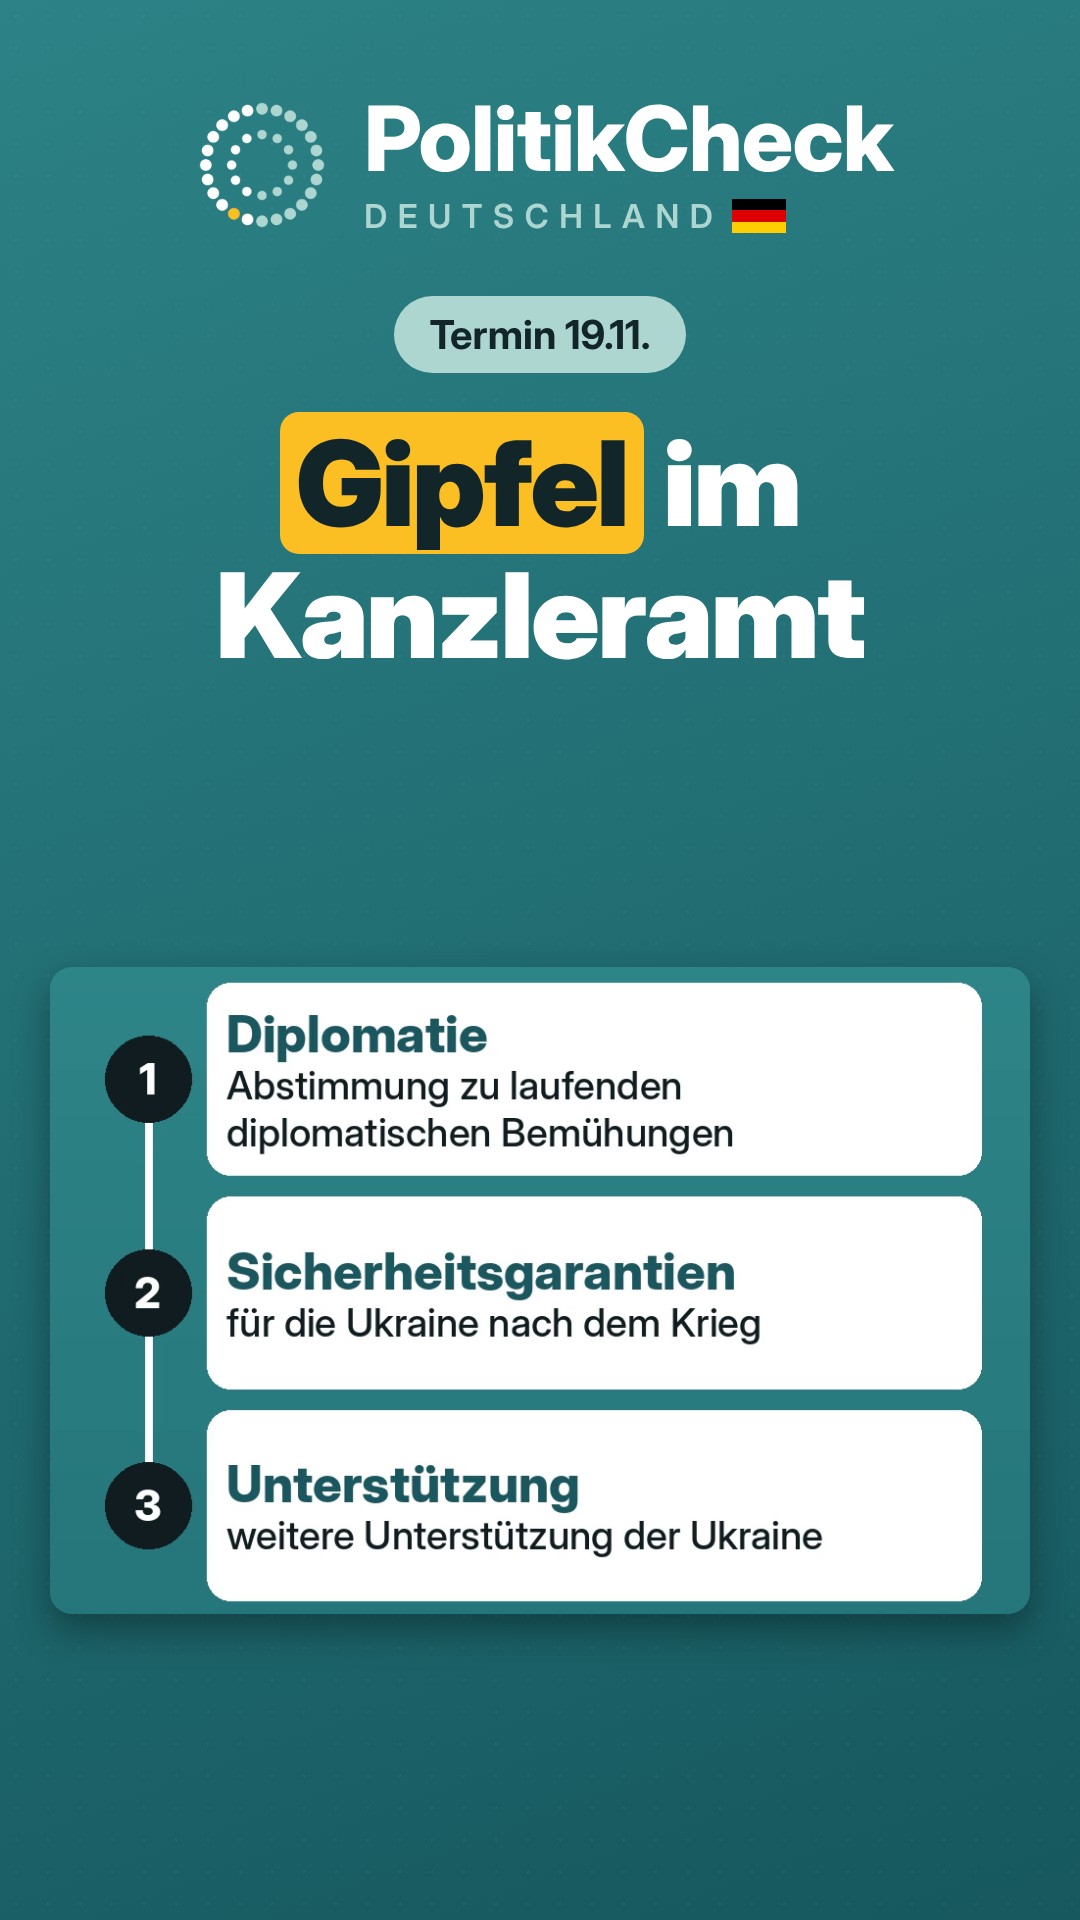 PolitikCheck
DEUTSCHLAND
Termin 19.11.
Gipfel im
Kanzleramt
1
Diplomatie
Abstimmung zu laufenden
diplomatischen Bemühungen
2
Sicherheitsgarantien
für die Ukraine nach dem Krieg
3
Unterstützung
weitere Unterstützung der Ukraine